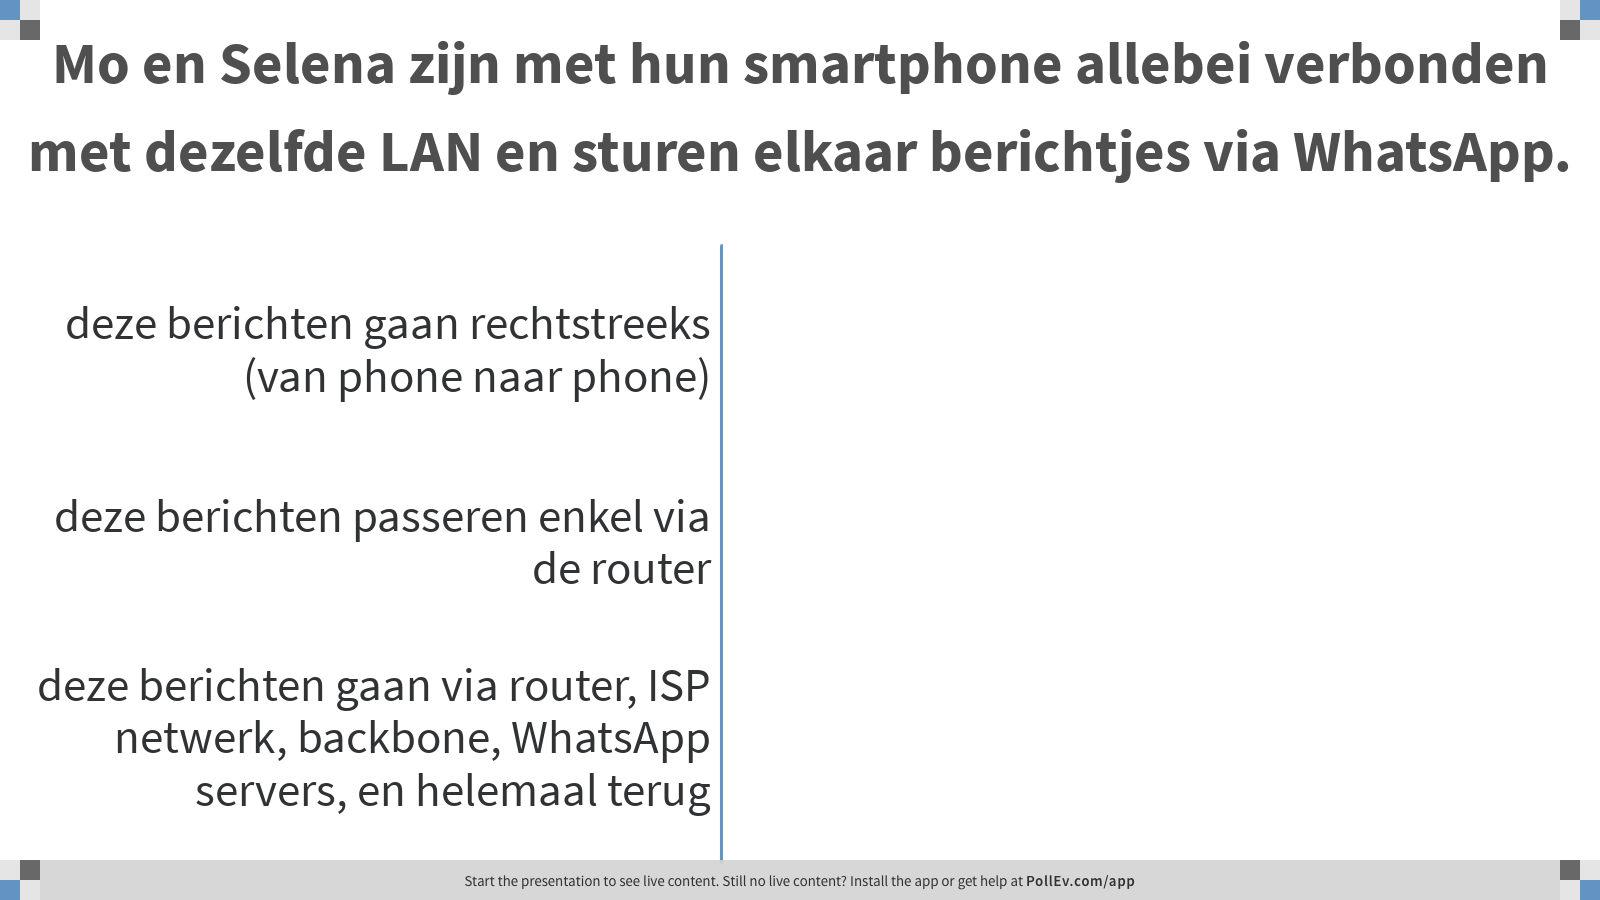 Mo en Selena zijn met hun smartphone allebei verbonden
met dezelfde LAN en sturen elkaar berichtjes via WhatsApp.
deze berichten gaan rechtstreeks
(van phone naar phone)
deze berichten passeren enkel via
de router
deze berichten gaan via router, ISP
netwerk, backbone, WhatsApp
servers, en helemaal terug
Start the presentation to see live content. Still no live content? Install the app or get help at PollEv.com/app